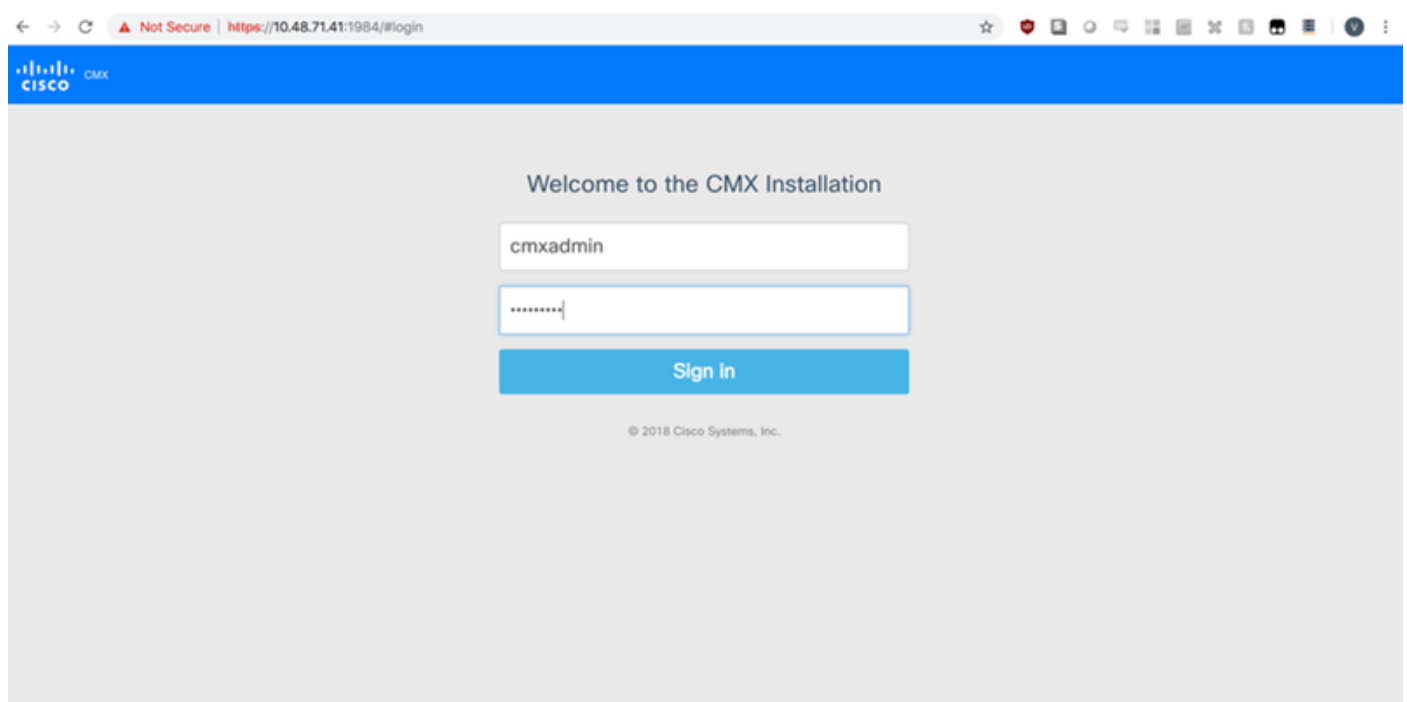 Not Secure | https://10.48.71.41:1984/#login
CISCO CMX
Welcome to the CMX Installation
cmxadmin
•••••••••
Sign in
© 2018 Cisco Systems, Inc.